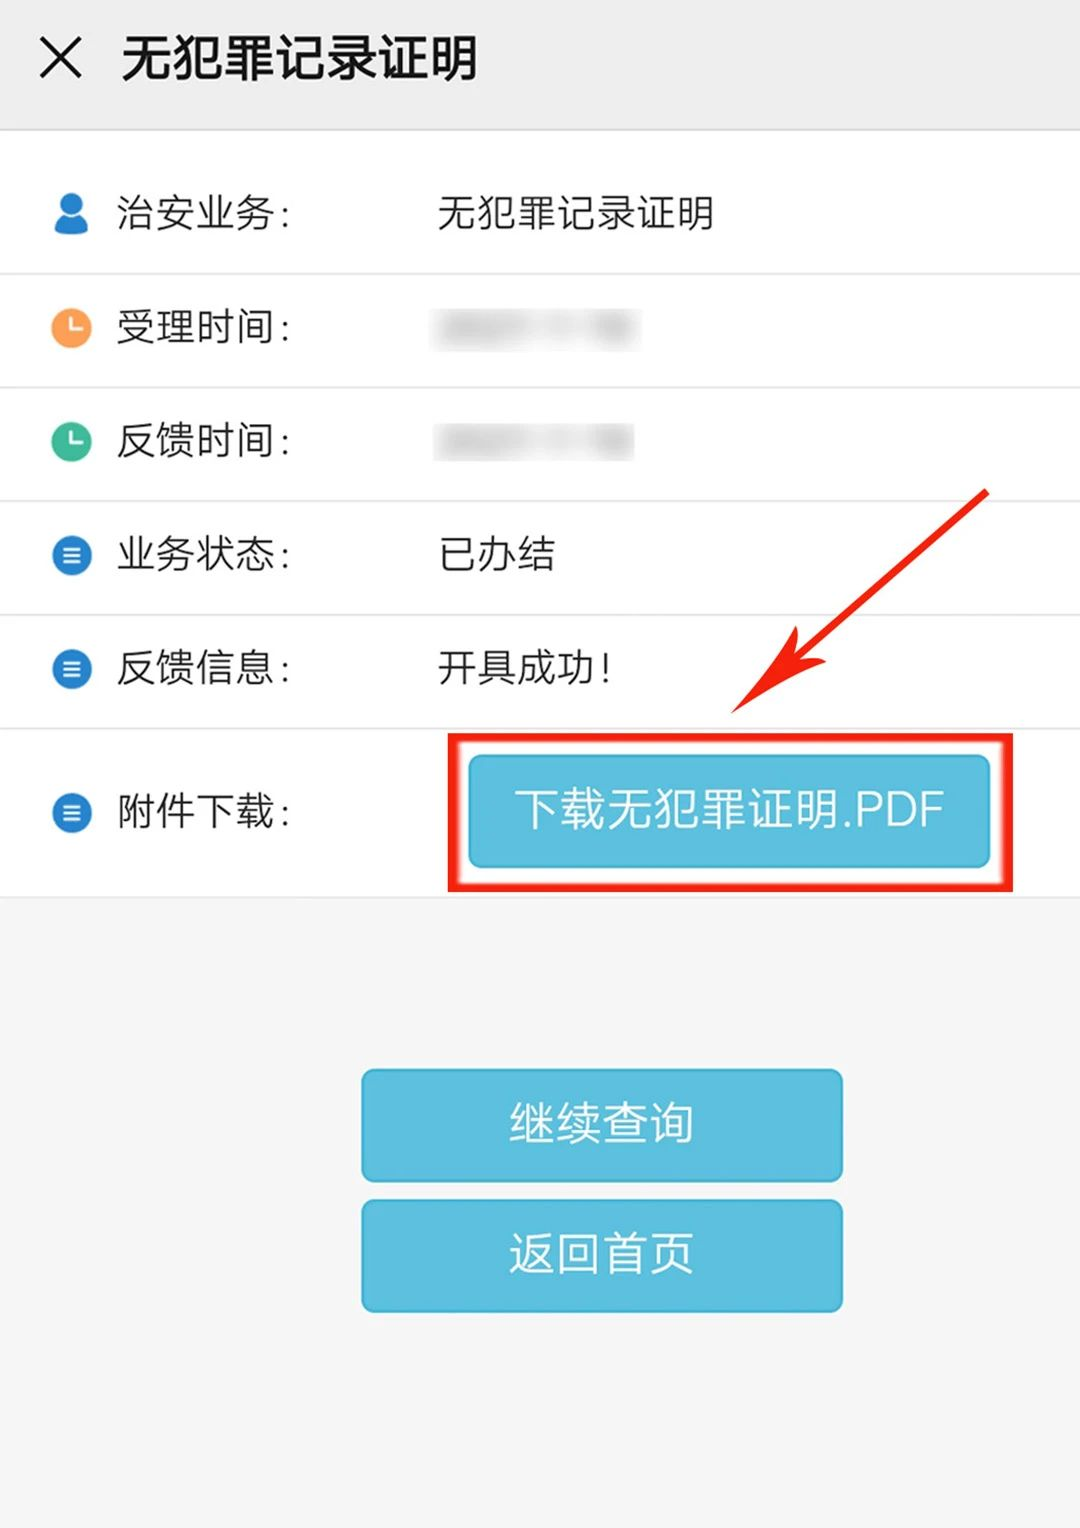 无犯罪记录证明
治安业务: 无犯罪记录证明
受理时间:
反馈时间:
业务状态: 已办结
反馈信息: 开具成功!
附件下载: 下载无犯罪证明.PDF
继续查询
返回首页